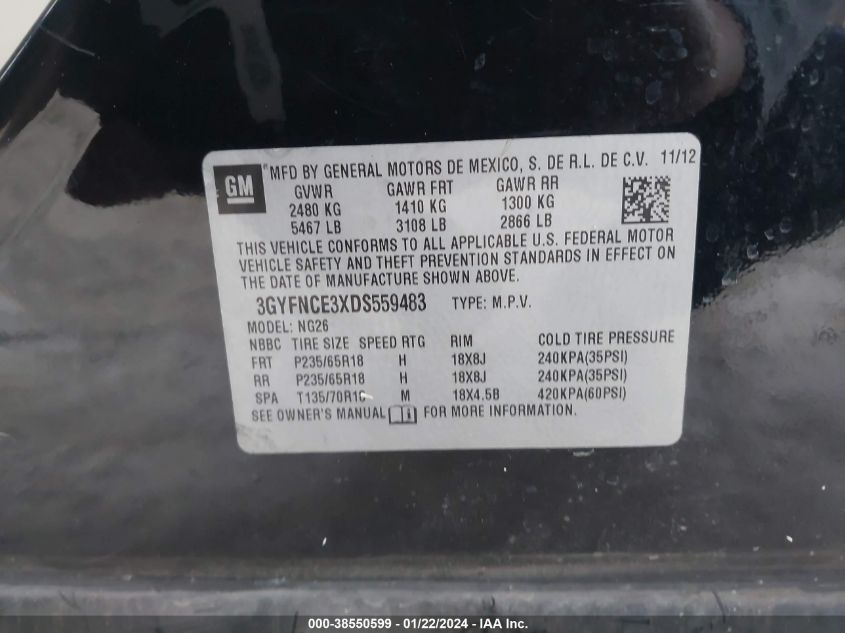 GM
®MFD BY GENERAL MOTORS DE MEXICO, S. DE R.L. DE C.V. 11/12
GVWR GAWR FRT GAWR RR
2480 KG 1410 KG 1300 KG
5467 LB 3108 LB 2866 LB
THIS VEHICLE CONFORMS TO ALL APPLICABLE U.S. FEDERAL MOTOR
VEHICLE SAFETY AND THEFT PREVENTION STANDARDS IN EFFECT ON
THE DATE OF MANUFACTURE SHOWN ABOVE.
3GYFNCE3XDS559483 TYPE: M.P.V.
MODEL: NG26
NBBC TIRE SIZE SPEED RTG RIM COLD TIRE PRESSURE
FRT P235/65R18 H 18X8J 240KPA(35PSI)
RR P235/65R18 H 18X8J 240KPA(35PSI)
SPA T135/70R18 M 18X4.5B 420KPA(60PSI)
SEE OWNER'S MANUAL FOR MORE INFORMATION.
000-38550599 - 01/22/2024 - IAA Inc.